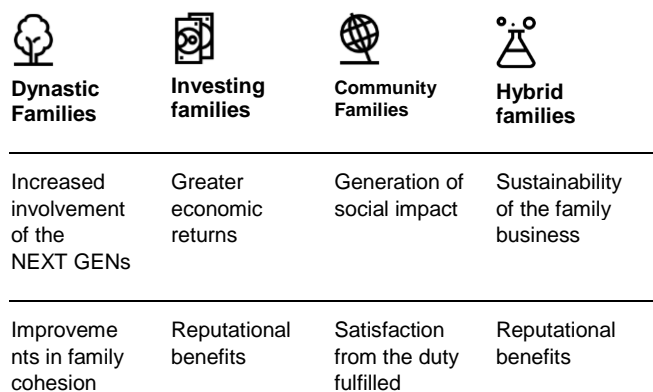 Dynastic
Families
Investing
families
Community
Families
Hybrid
families
Increased
involvement
of the
NEXT GENs
Greater
economic
returns
Generation of
social impact
Sustainability
of the family
business
Improveme
nts in family
cohesion
Reputational
benefits
Satisfaction
from the duty
fulfilled
Reputational
benefits